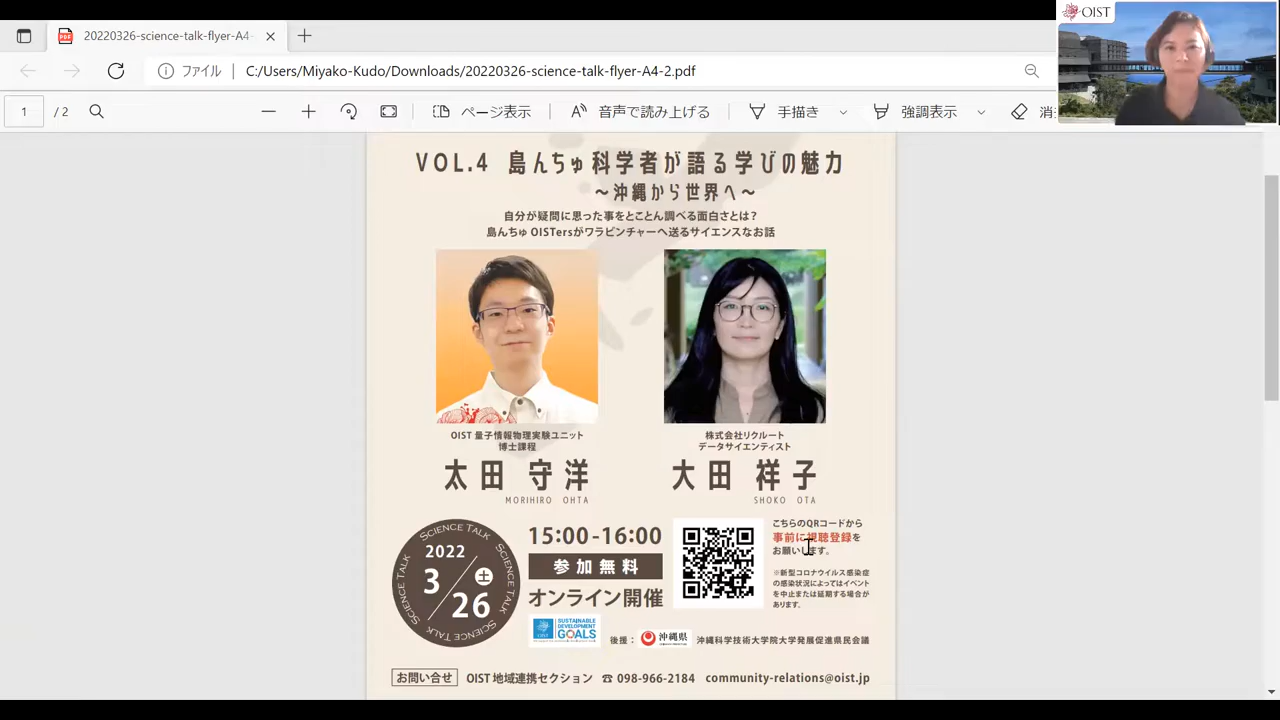 20220326-science-talk-flyer-A4-
ファイル
C:/Users/Miyako-Kudo/Downloads/20220326-science-talk-flyer-A4-2.pdf
OIST
1 / 2
ページ表示
音声で読み上げる
手描き
強調表示
消
VOL.4 島んちゅ科学者が語る学びの魅力
～沖縄から世界へ～
自分が疑問に思った事をとことん調べる面白さとは？
島んちゅ OISTersがワラビンチャーへ送るサイエンスなお話
OIST 量子情報物理実験ユニット
博士課程
太田 守洋
MORIHIRO OHTA
株式会社リクルート
データサイエンティスト
大田 祥子
SHOKO OTA
SCIENCE TALK SCIENCE TALK SCIENCE TALK
2022
3/26 土
15:00-16:00
参加無料
オンライン開催
こちらのQRコードから
事前に視聴登録を
お願いします。
※新型コロナウイルス感染症
の感染状況によってはイベント
を中止または延期する場合が
あります。
OIST SUSTAINABLE DEVELOPMENT GOALS
後援： 沖縄県 沖縄科学技術大学院大学発展促進県民会議
お問い合せ OIST 地域連携セクション ☎ 098-966-2184 community-relations@oist.jp